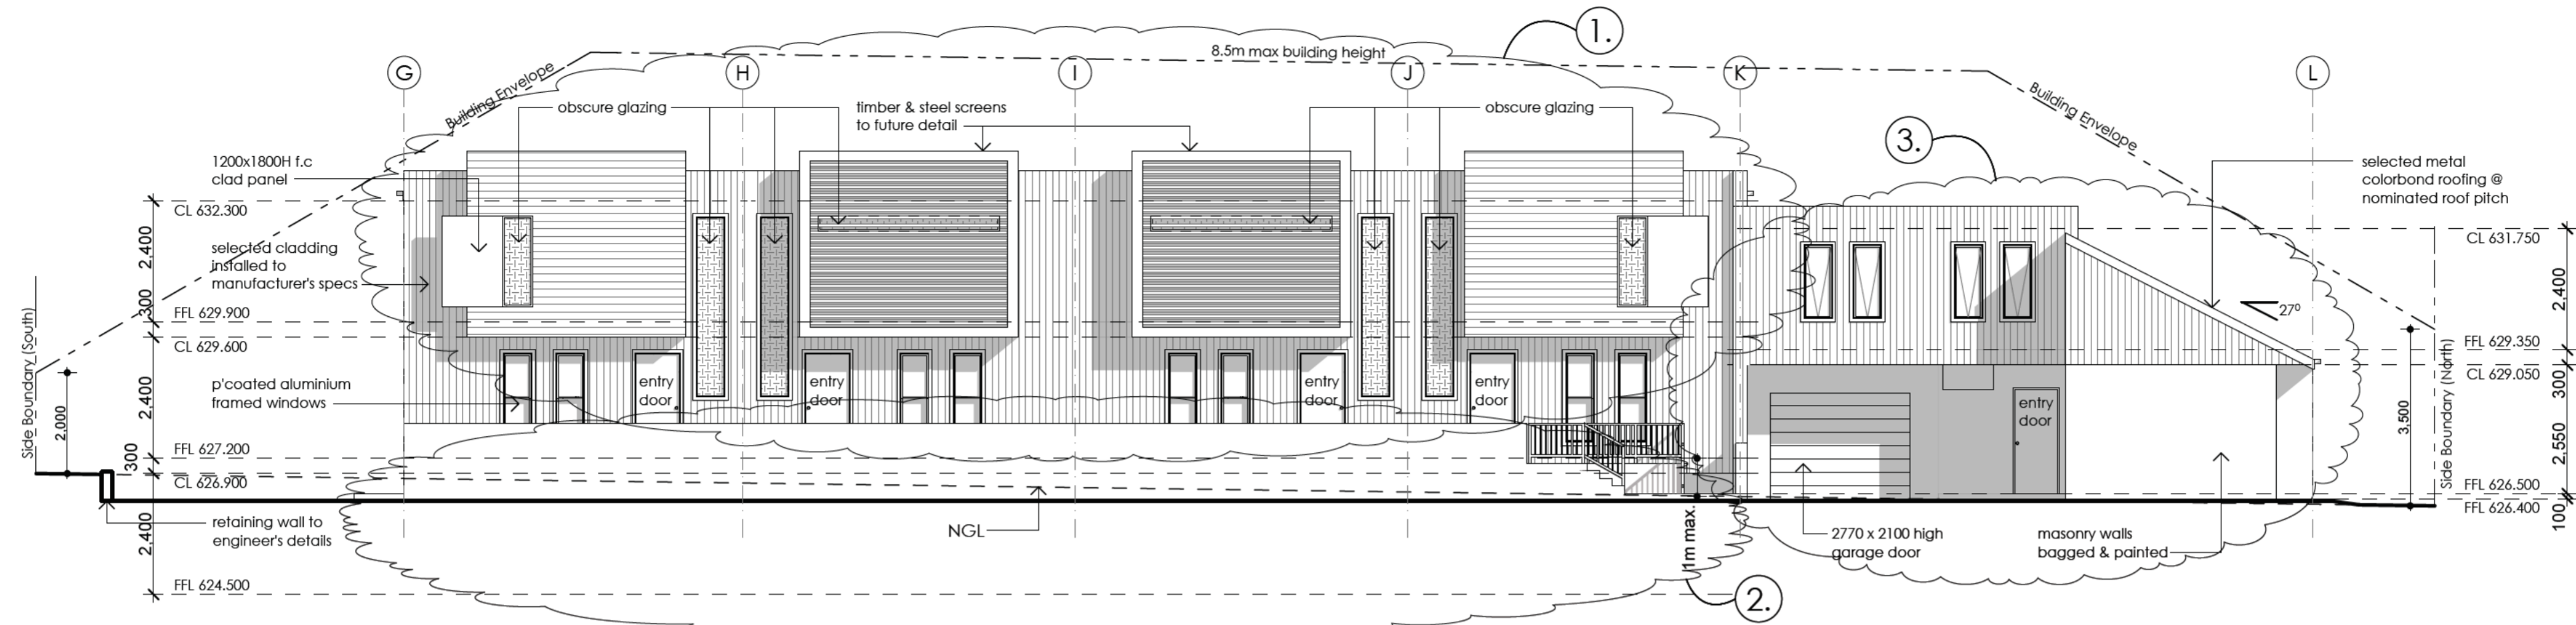 1.
8.5m max building height
G
H
I
J
K
L
Building Envelope
Building Envelope
obscure glazing
timber & steel screens
to future detail
obscure glazing
3.
1200x1800H f.c
clad panel
selected metal
colorbond roofing @
nominated roof pitch
CL 632.300
CL 631.750
2,400
selected cladding
installed to
manufacturer's specs
2,400
300
FFL 629.900
27º
CL 629.600
FFL 629.350
CL 629.050
300
Side Boundary (South)
2,000
2,400
p'coated aluminium
framed windows
entry
door
entry
door
entry
door
entry
door
entry
door
3,500
Side Boundary (North)
2,550
300
FFL 627.200
CL 626.900
FFL 626.500
FFL 626.400
100
2,400
retaining wall to
engineer's details
NGL
1m max.
2770 x 2100 high
garage door
masonry walls
bagged & painted
FFL 624.500
2.